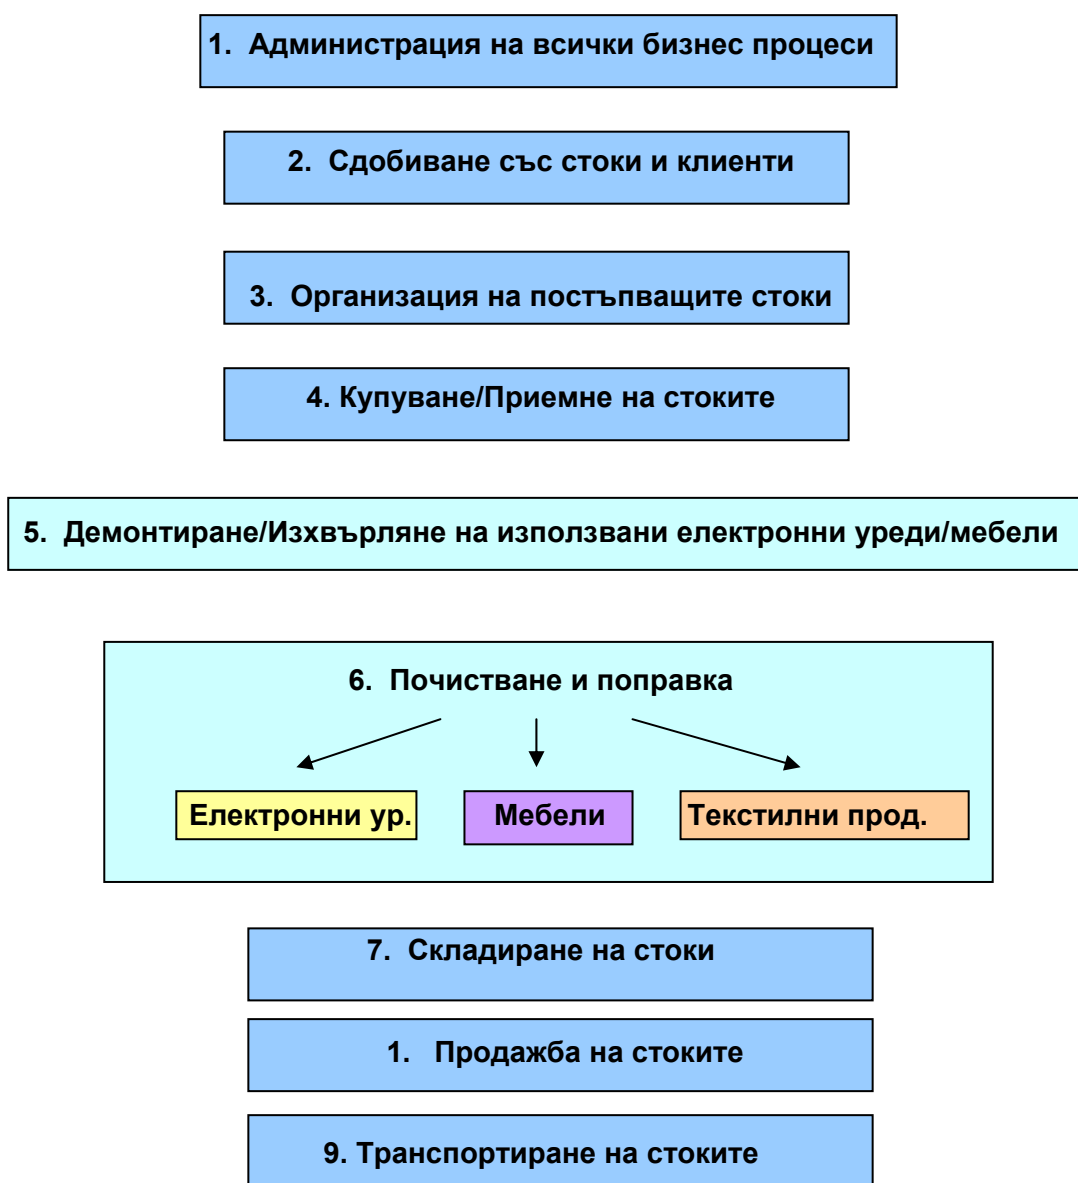 1. Администрация на всички бизнес процеси
2. Сдобиване със стоки и клиенти
3. Организация на постъпващите стоки
4. Купуване/Приемне на стоките
5. Демонтиране/Изхвърляне на използвани електронни уреди/мебели
6. Почистване и поправка
Електронни ур.
Мебели
Текстилни прод.
7. Складиране на стоки
1. Продажба на стоките
9. Транспортиране на стоките